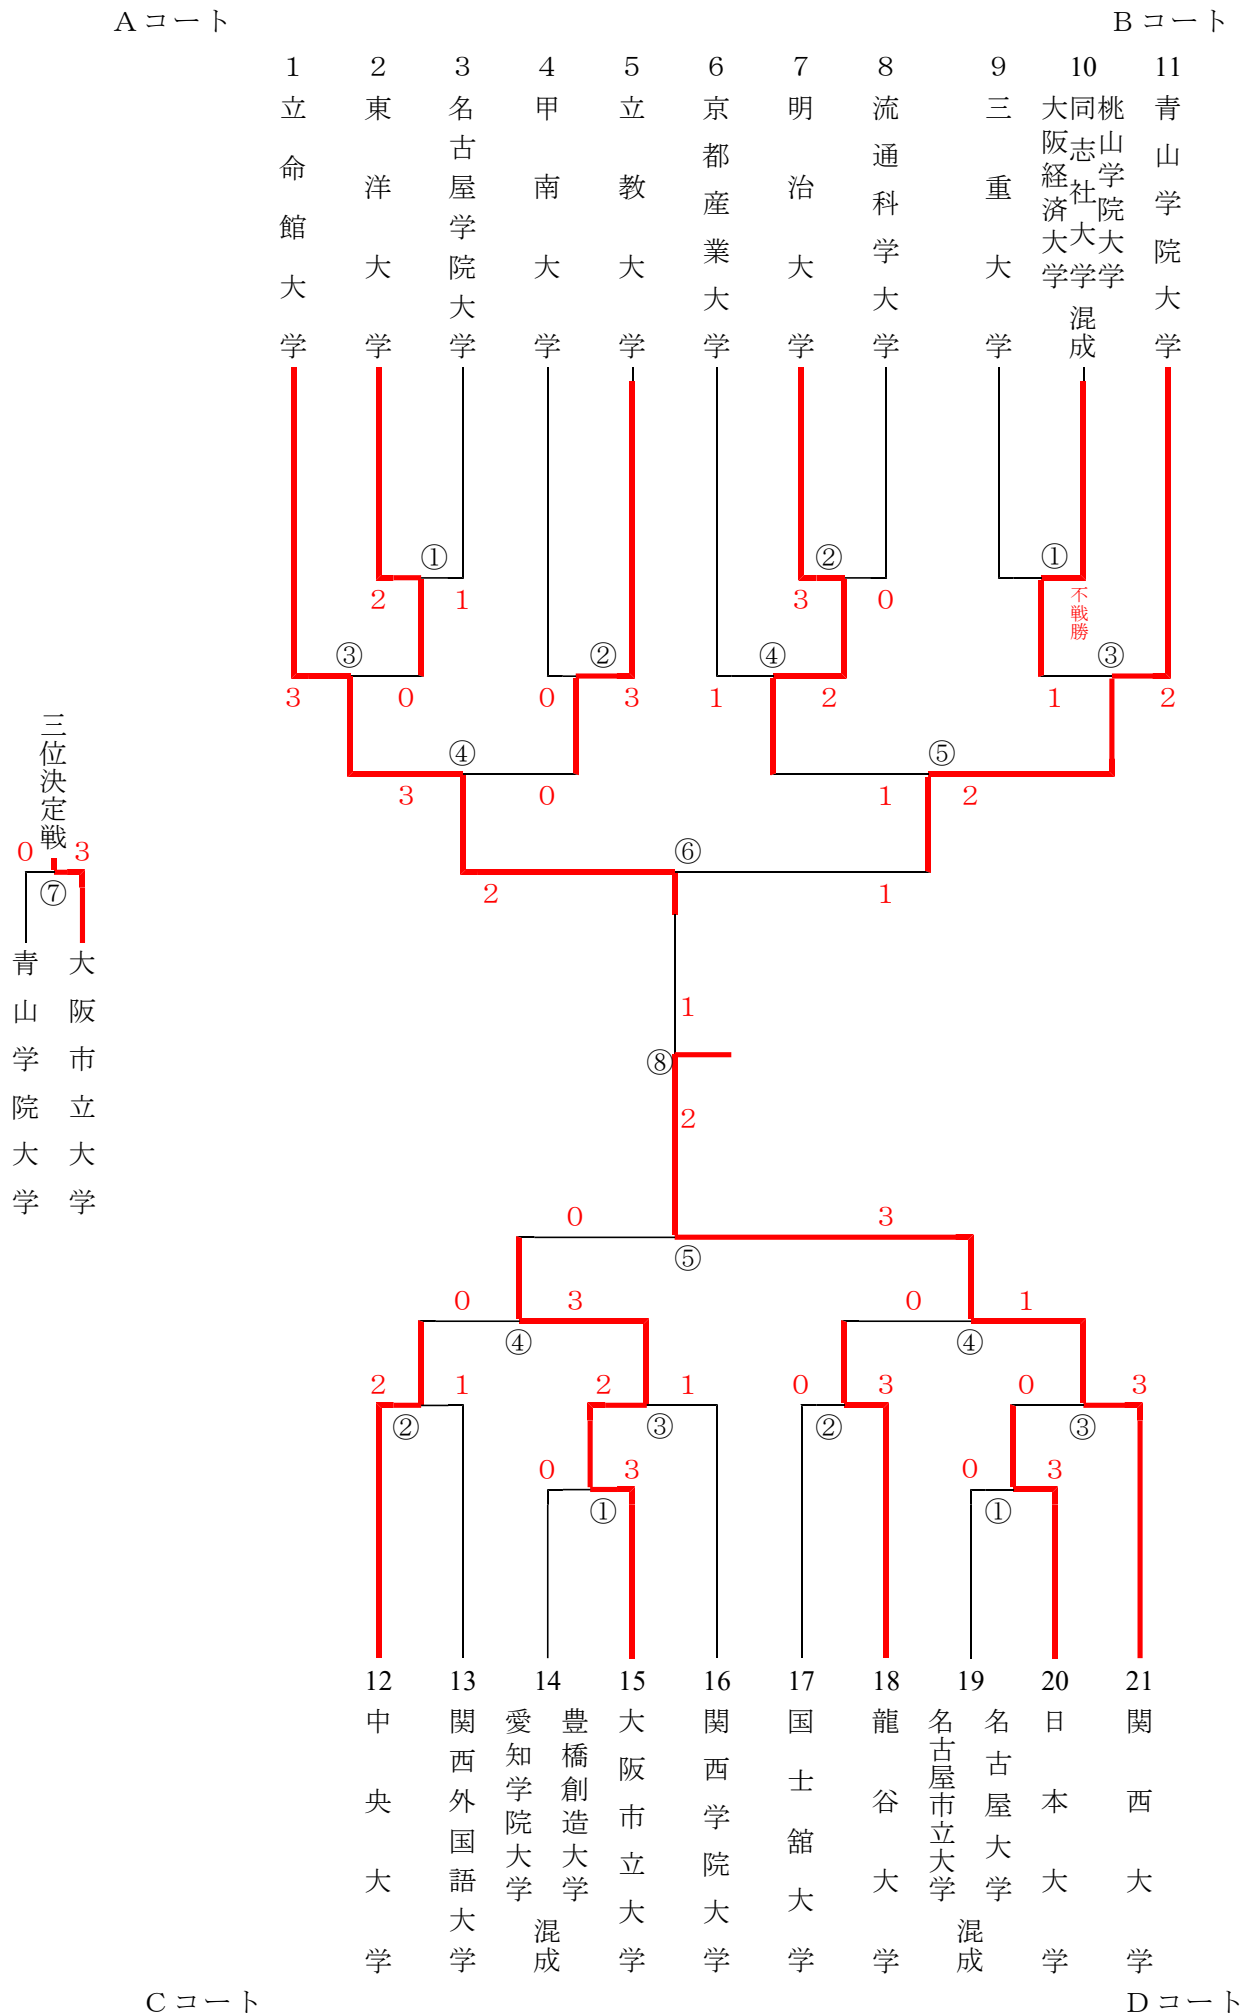 Aコート
Bコート
1 2 3 4 5 6 7 8 9 10 11
立命館大学
東洋大学
名古屋学院大学
甲南大学
立教大学
京都産業大学
明治大学
流通科学大学
三重大学
大阪経済大学
同志社大学
桃山学院大学
混成
青山学院大学
① ② ①
2 1 3 0 不戦勝
③ ② ④ ③
3 0 0 3 1 2 1 2
④ ⑤
3 0 1 2
⑥
2 1
三位決定戦
0 3
⑦
青山学院大学
大阪市立大学
1
⑧
2
0 3
⑤
0 3 0 1
④ ④
2 1 2 1 0 3 0 3
② ③ ② ③
0 3 0 3
① ①
12 13 14 15 16 17 18 19 20 21
中央大学
関西外国語大学
愛知学院大学
豊橋創造大学
混成
大阪市立大学
関西学院大学
国士舘大学
龍谷大学
名古屋市立大学
名古屋大学
混成
日本大学
関西大学
Cコート
Dコート